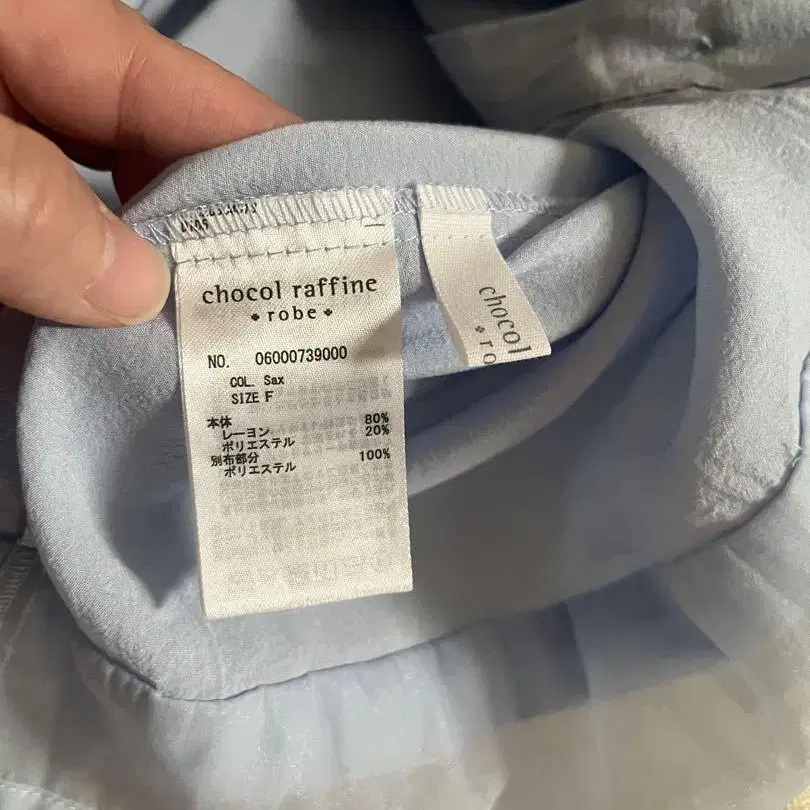 chocol raffine
robe
NO. 06000739000
COL. Sax
SIZE F
本体
レーヨン 80%
ポリエステル 20%
別布部分
ポリエステル 100%
chocol
ro